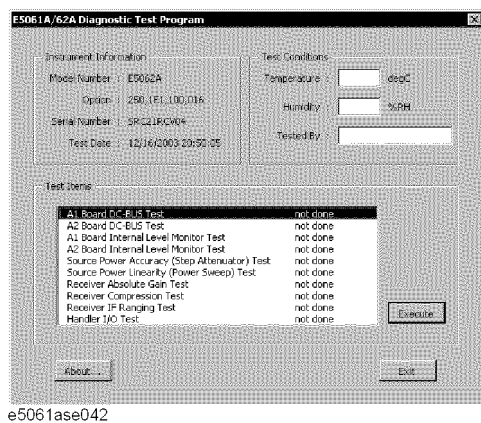 E5061A/62A Diagnostic Test Program
Instrument Information
Model Number : E5062A
Option : 250,1E1,100,016
Serial Number : SRC21RCV04
Test Date : 12/16/2003 20:50:05
Test Conditions
Temperature : degC
Humidity : %RH
Tested By :
Test Items
A1 Board DC-BUS Test not done
A2 Board DC-BUS Test not done
A1 Board Internal Level Monitor Test not done
A2 Board Internal Level Monitor Test not done
Source Power Accuracy (Step Attenuator) Test not done
Source Power Linearity (Power Sweep) Test not done
Receiver Absolute Gain Test not done
Receiver Compression Test not done
Receiver IF Ranging Test not done
Handler I/O Test not done
Execute
About...
Exit
e5061ase042